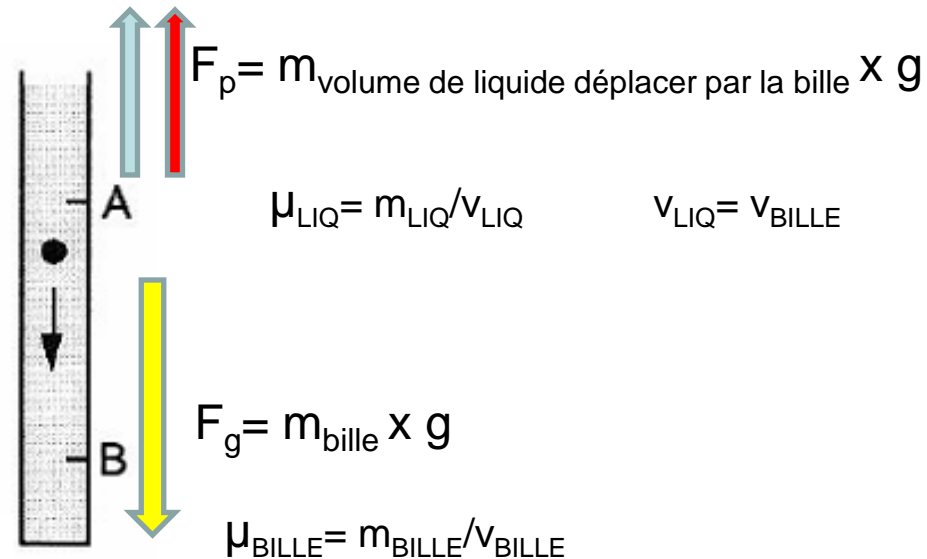 Fp= mvolume de liquide déplacer par la bille x g
A
µLIQ= mLIQ/vLIQ vLIQ= vBILLE
Fg= mbille x g
B
µBILLE= mBILLE/vBILLE